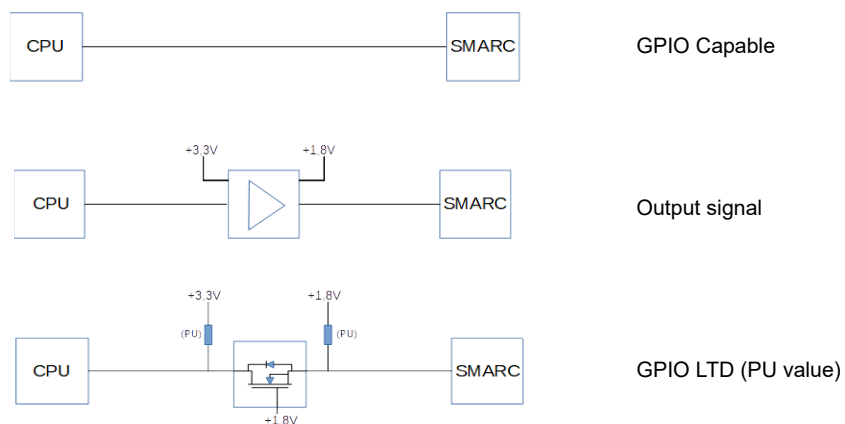 CPU
SMARC
GPIO Capable
+3,3V
+1,8V
CPU
SMARC
Output signal
+3,3V
+1,8V
(PU)
(PU)
CPU
SMARC
GPIO LTD (PU value)
+1,8V